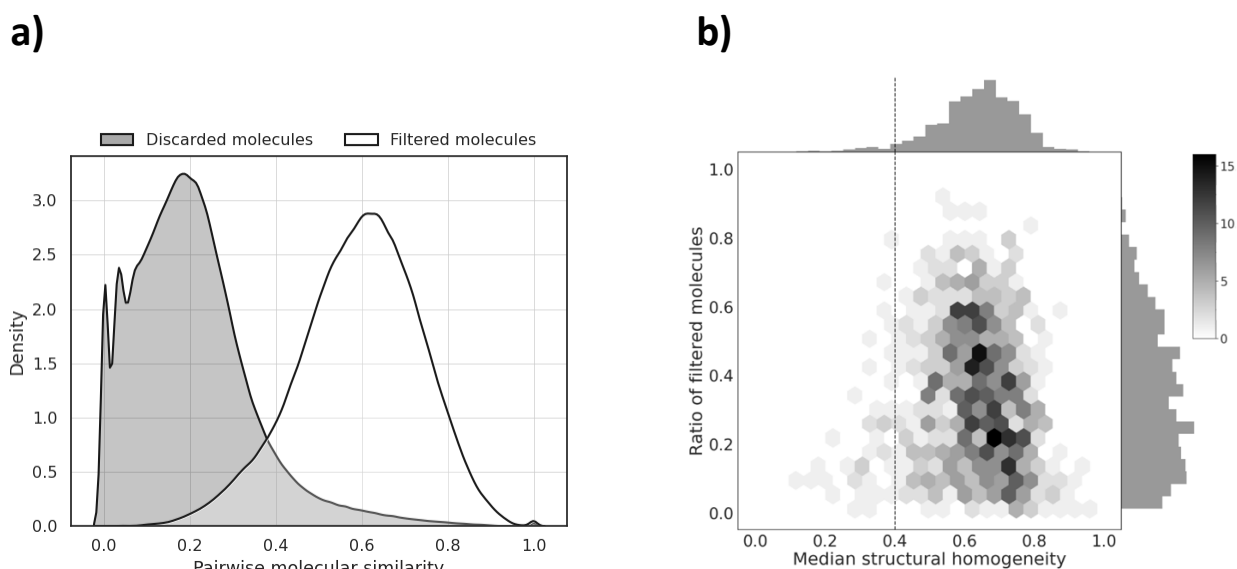 a)
Discarded molecules Filtered molecules
3.0
2.5
2.0
1.5
1.0
0.5
0.0
Density
0.0 0.2 0.4 0.6 0.8 1.0
Pairwise molecular similarity
b)
1.0
0.8
0.6
0.4
0.2
0.0
Ratio of filtered molecules
0.0 0.2 0.4 0.6 0.8 1.0
Median structural homogeneity
15
10
5
0